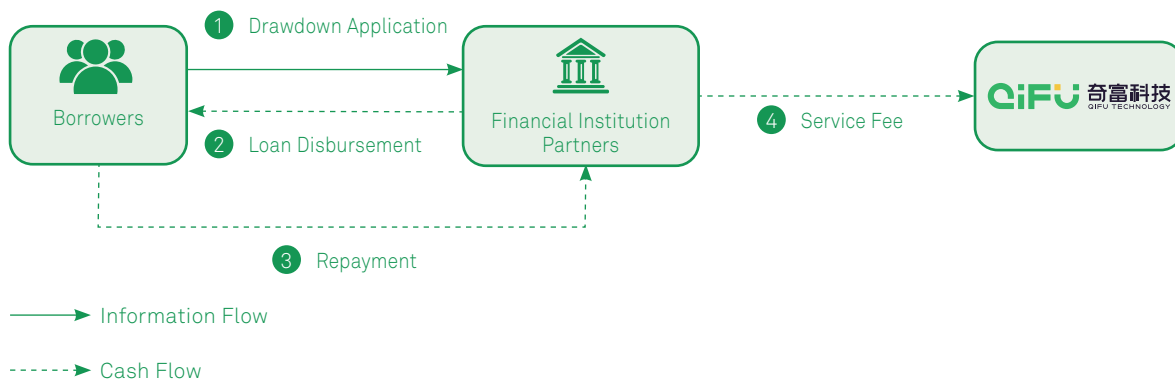 1 Drawdown Application
Borrowers
2 Loan Disbursement
Financial Institution
Partners
4 Service Fee
QiFU 奇富科技
QIFU TECHNOLOGY
3 Repayment
Information Flow
Cash Flow